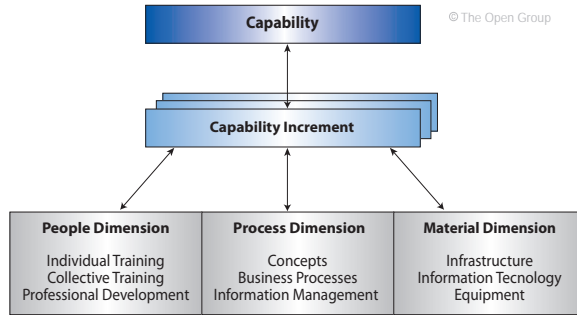 Capability
© The Open Group
Capability Increment
People Dimension
Individual Training
Collective Training
Professional Development
Process Dimension
Concepts
Business Processes
Information Management
Material Dimension
Infrastructure
Information Tecnology
Equipment